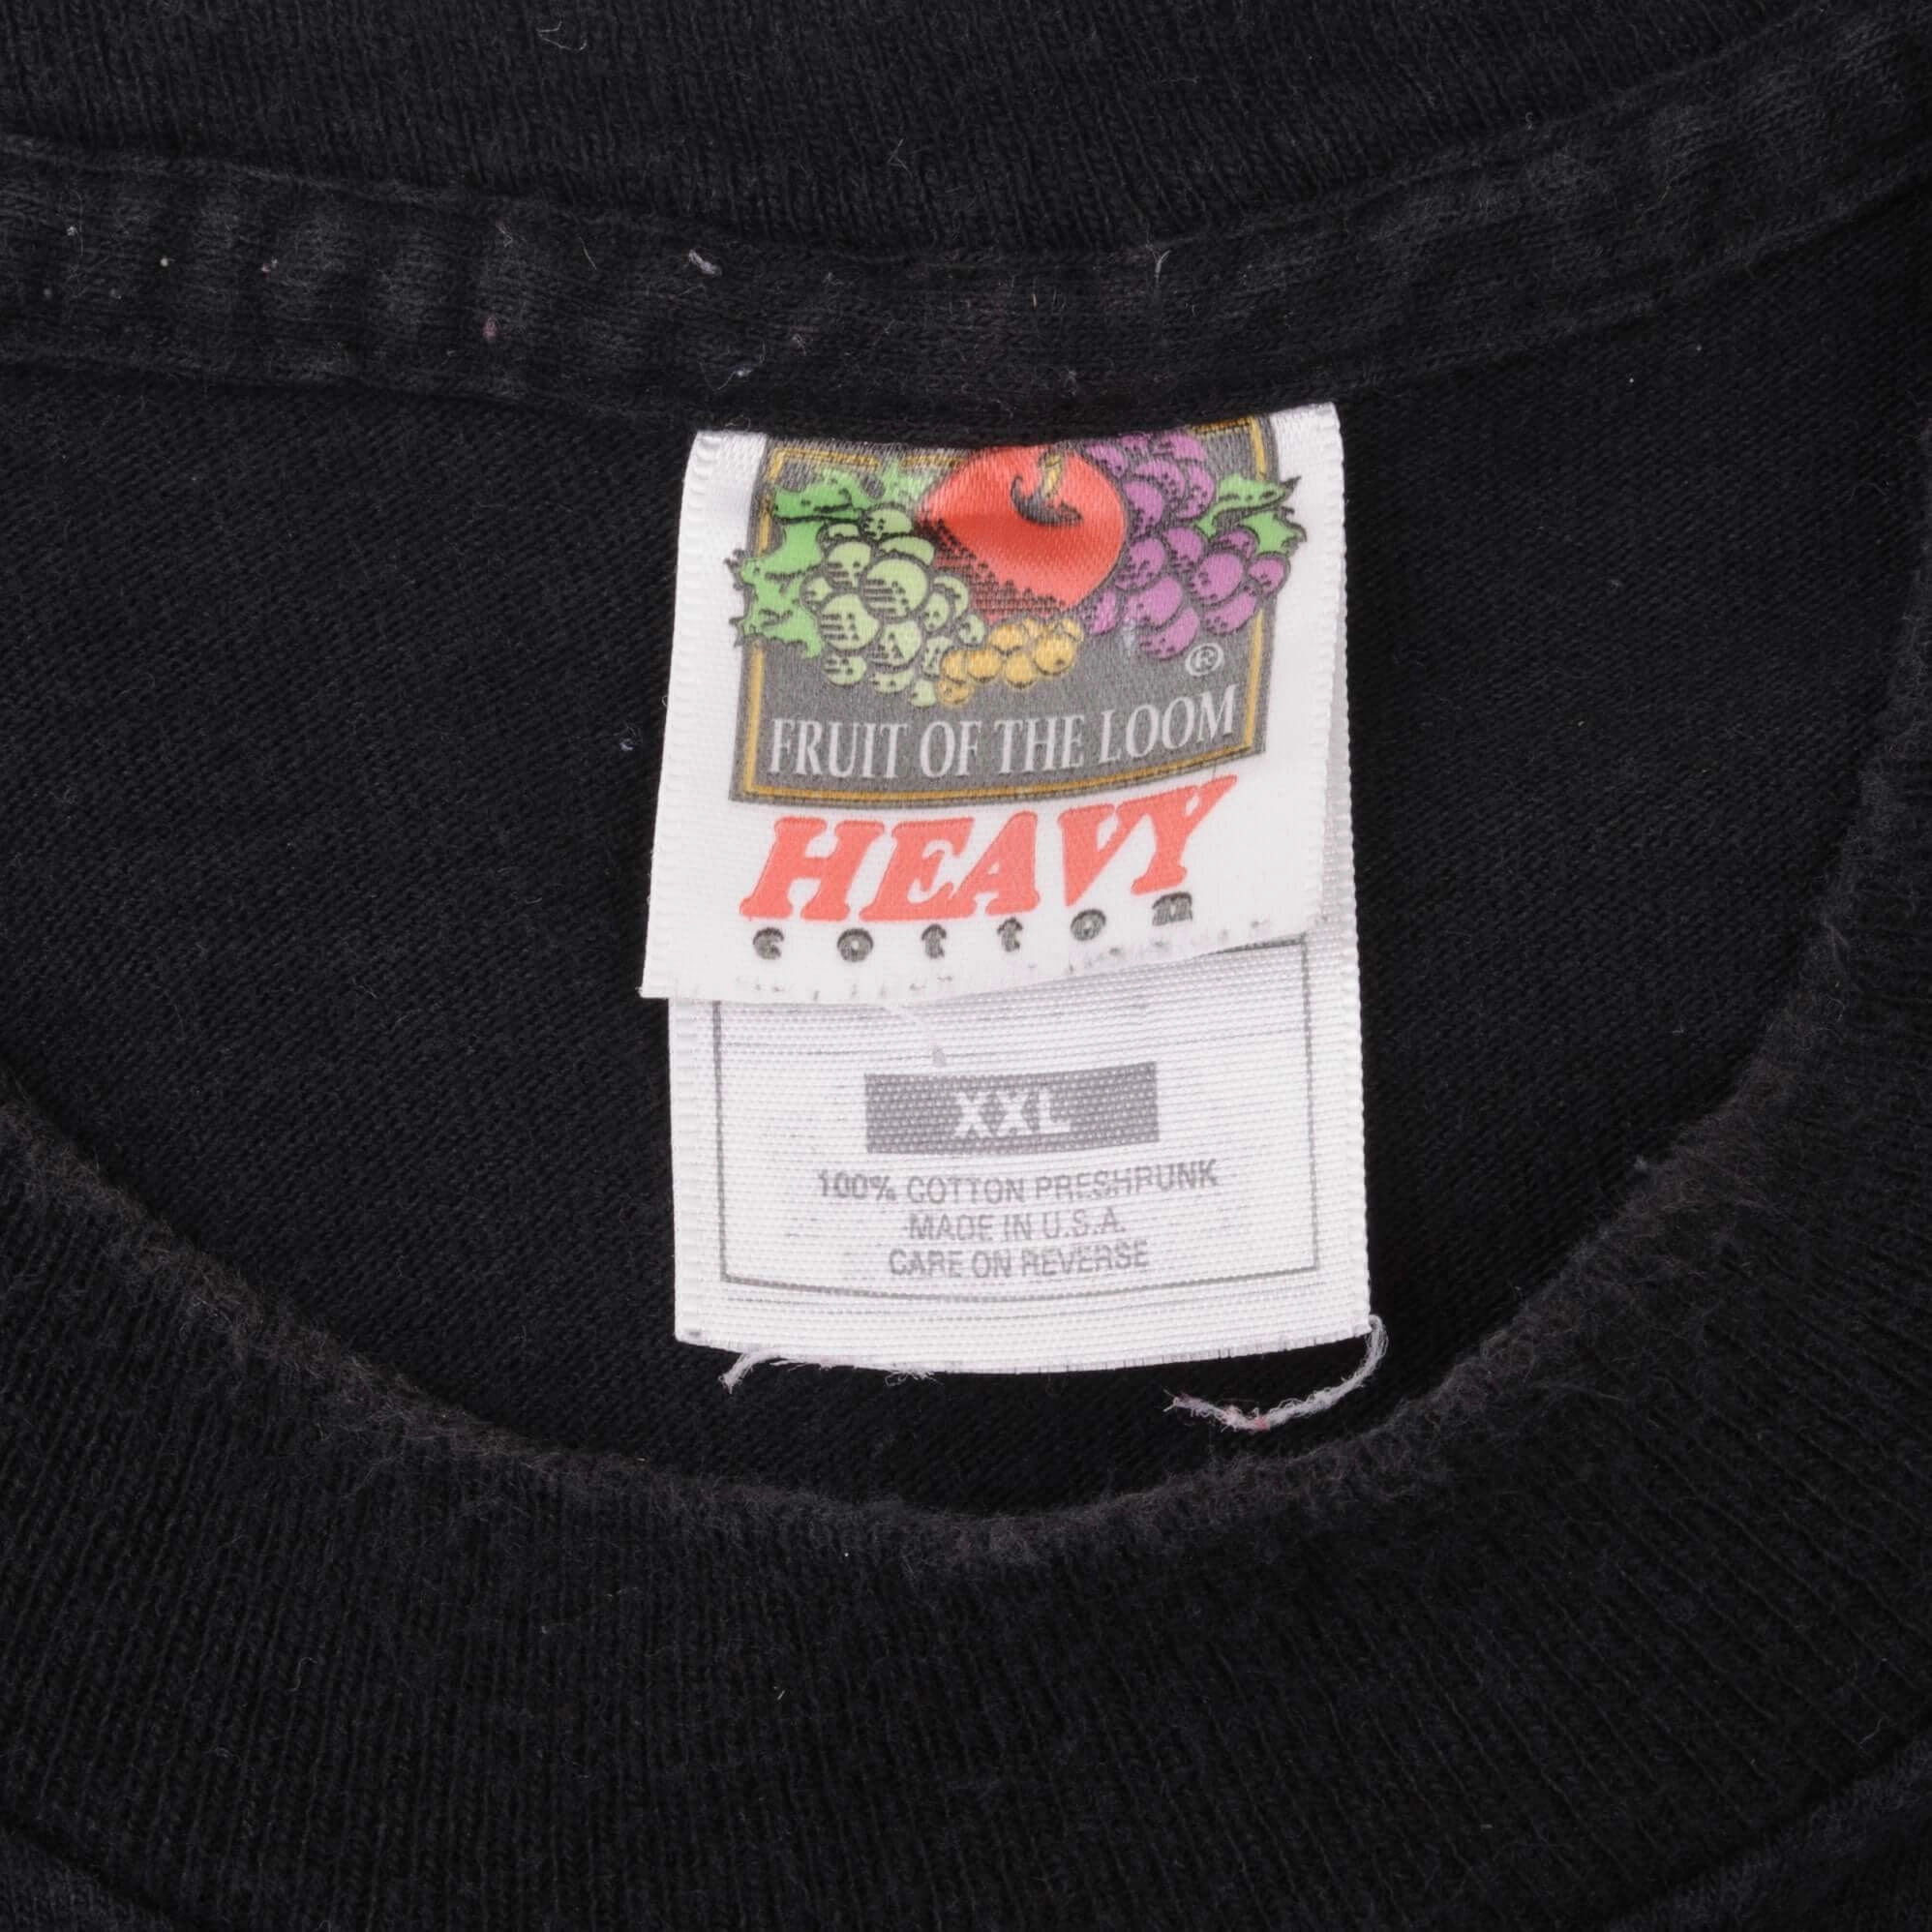 ®
FRUIT OF THE LOOM
HEAVY
cotton
XXL
100% COTTON PRESHRUNK
MADE IN U.S.A.
CARE ON REVERSE